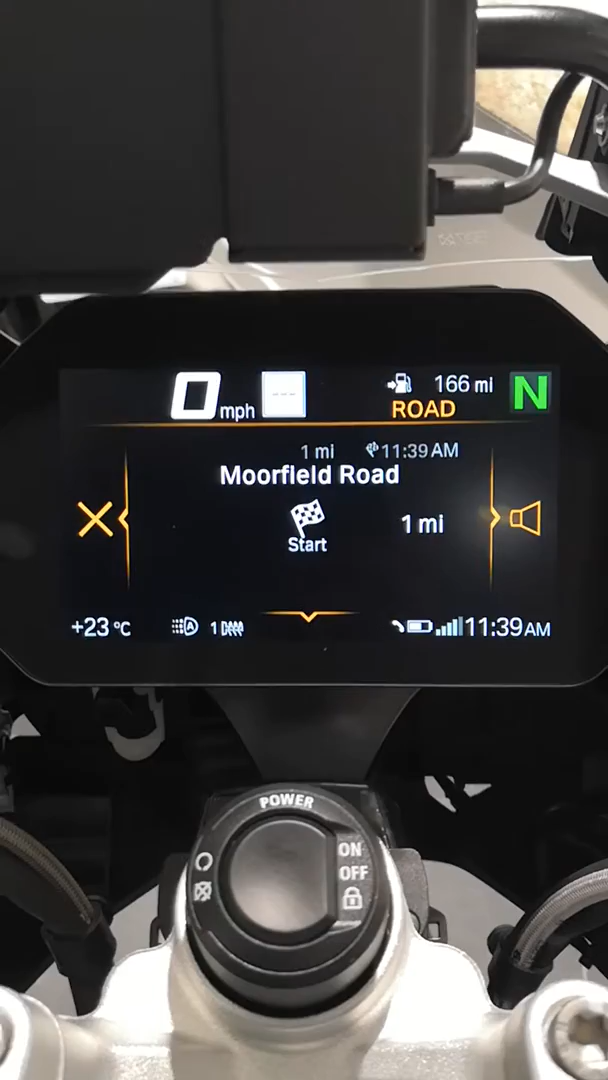 0 mph --- 166 mi N
ROAD
1 mi 11:39 AM
Moorfield Road
1 mi
Start
+23 °C A 1 11:39 AM
POWER
ON
OFF